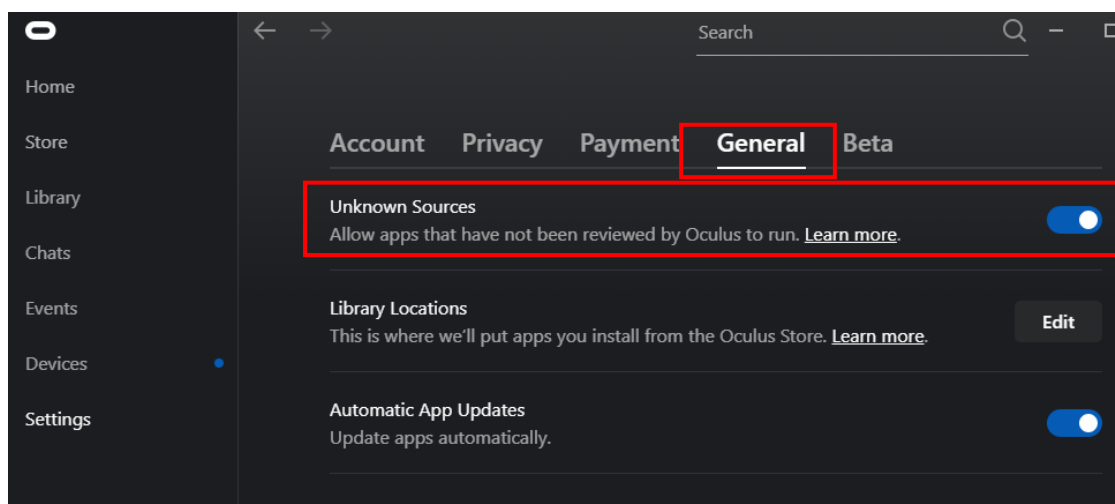 Search
Home
Store
Library
Chats
Events
Devices
Settings
Account Privacy Payment General Beta
Unknown Sources
Allow apps that have not been reviewed by Oculus to run. Learn more.
Library Locations
This is where we'll put apps you install from the Oculus Store. Learn more.
Edit
Automatic App Updates
Update apps automatically.